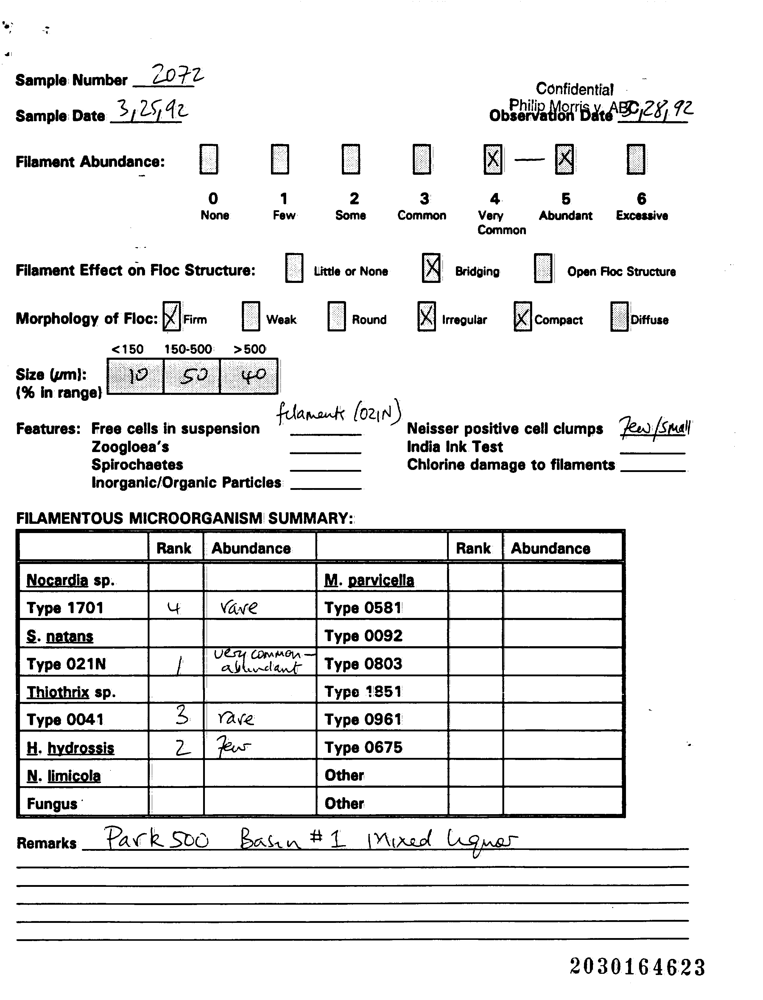 Sample Number 2072
Confidential
Philip Morris v. ABC
Sample Date 3,25,92
Observation Date 3,28,92
Filament Abundance: X — X
0 1 2 3 4 5 6
None Few Some Common Very Common Abundant Excessive
Filament Effect on Floc Structure: Little or None X Bridging Open Floc Structure
Morphology of Floc: X Firm Weak Round X Irregular X Compact Diffuse
<150 150-500 >500
Size (µm): 10 50 40
(% in range)
filaments (021N)
Features: Free cells in suspension Neisser positive cell clumps Few/Small
Zoogloea's India Ink Test
Spirochaetes Chlorine damage to filaments
Inorganic/Organic Particles
FILAMENTOUS MICROORGANISM SUMMARY:
Rank Abundance Rank Abundance
Nocardia sp. M. parvicella
Type 1701 4 rare Type 0581
S. natans Type 0092
Type 021N 1 very common – abundant Type 0803
Thiothrix sp. Type 1851
Type 0041 3 rare Type 0961
H. hydrossis 2 Few Type 0675
N. limicola Other
Fungus Other
Remarks Park 500 Basin #1 Mixed Liquor
2030164623